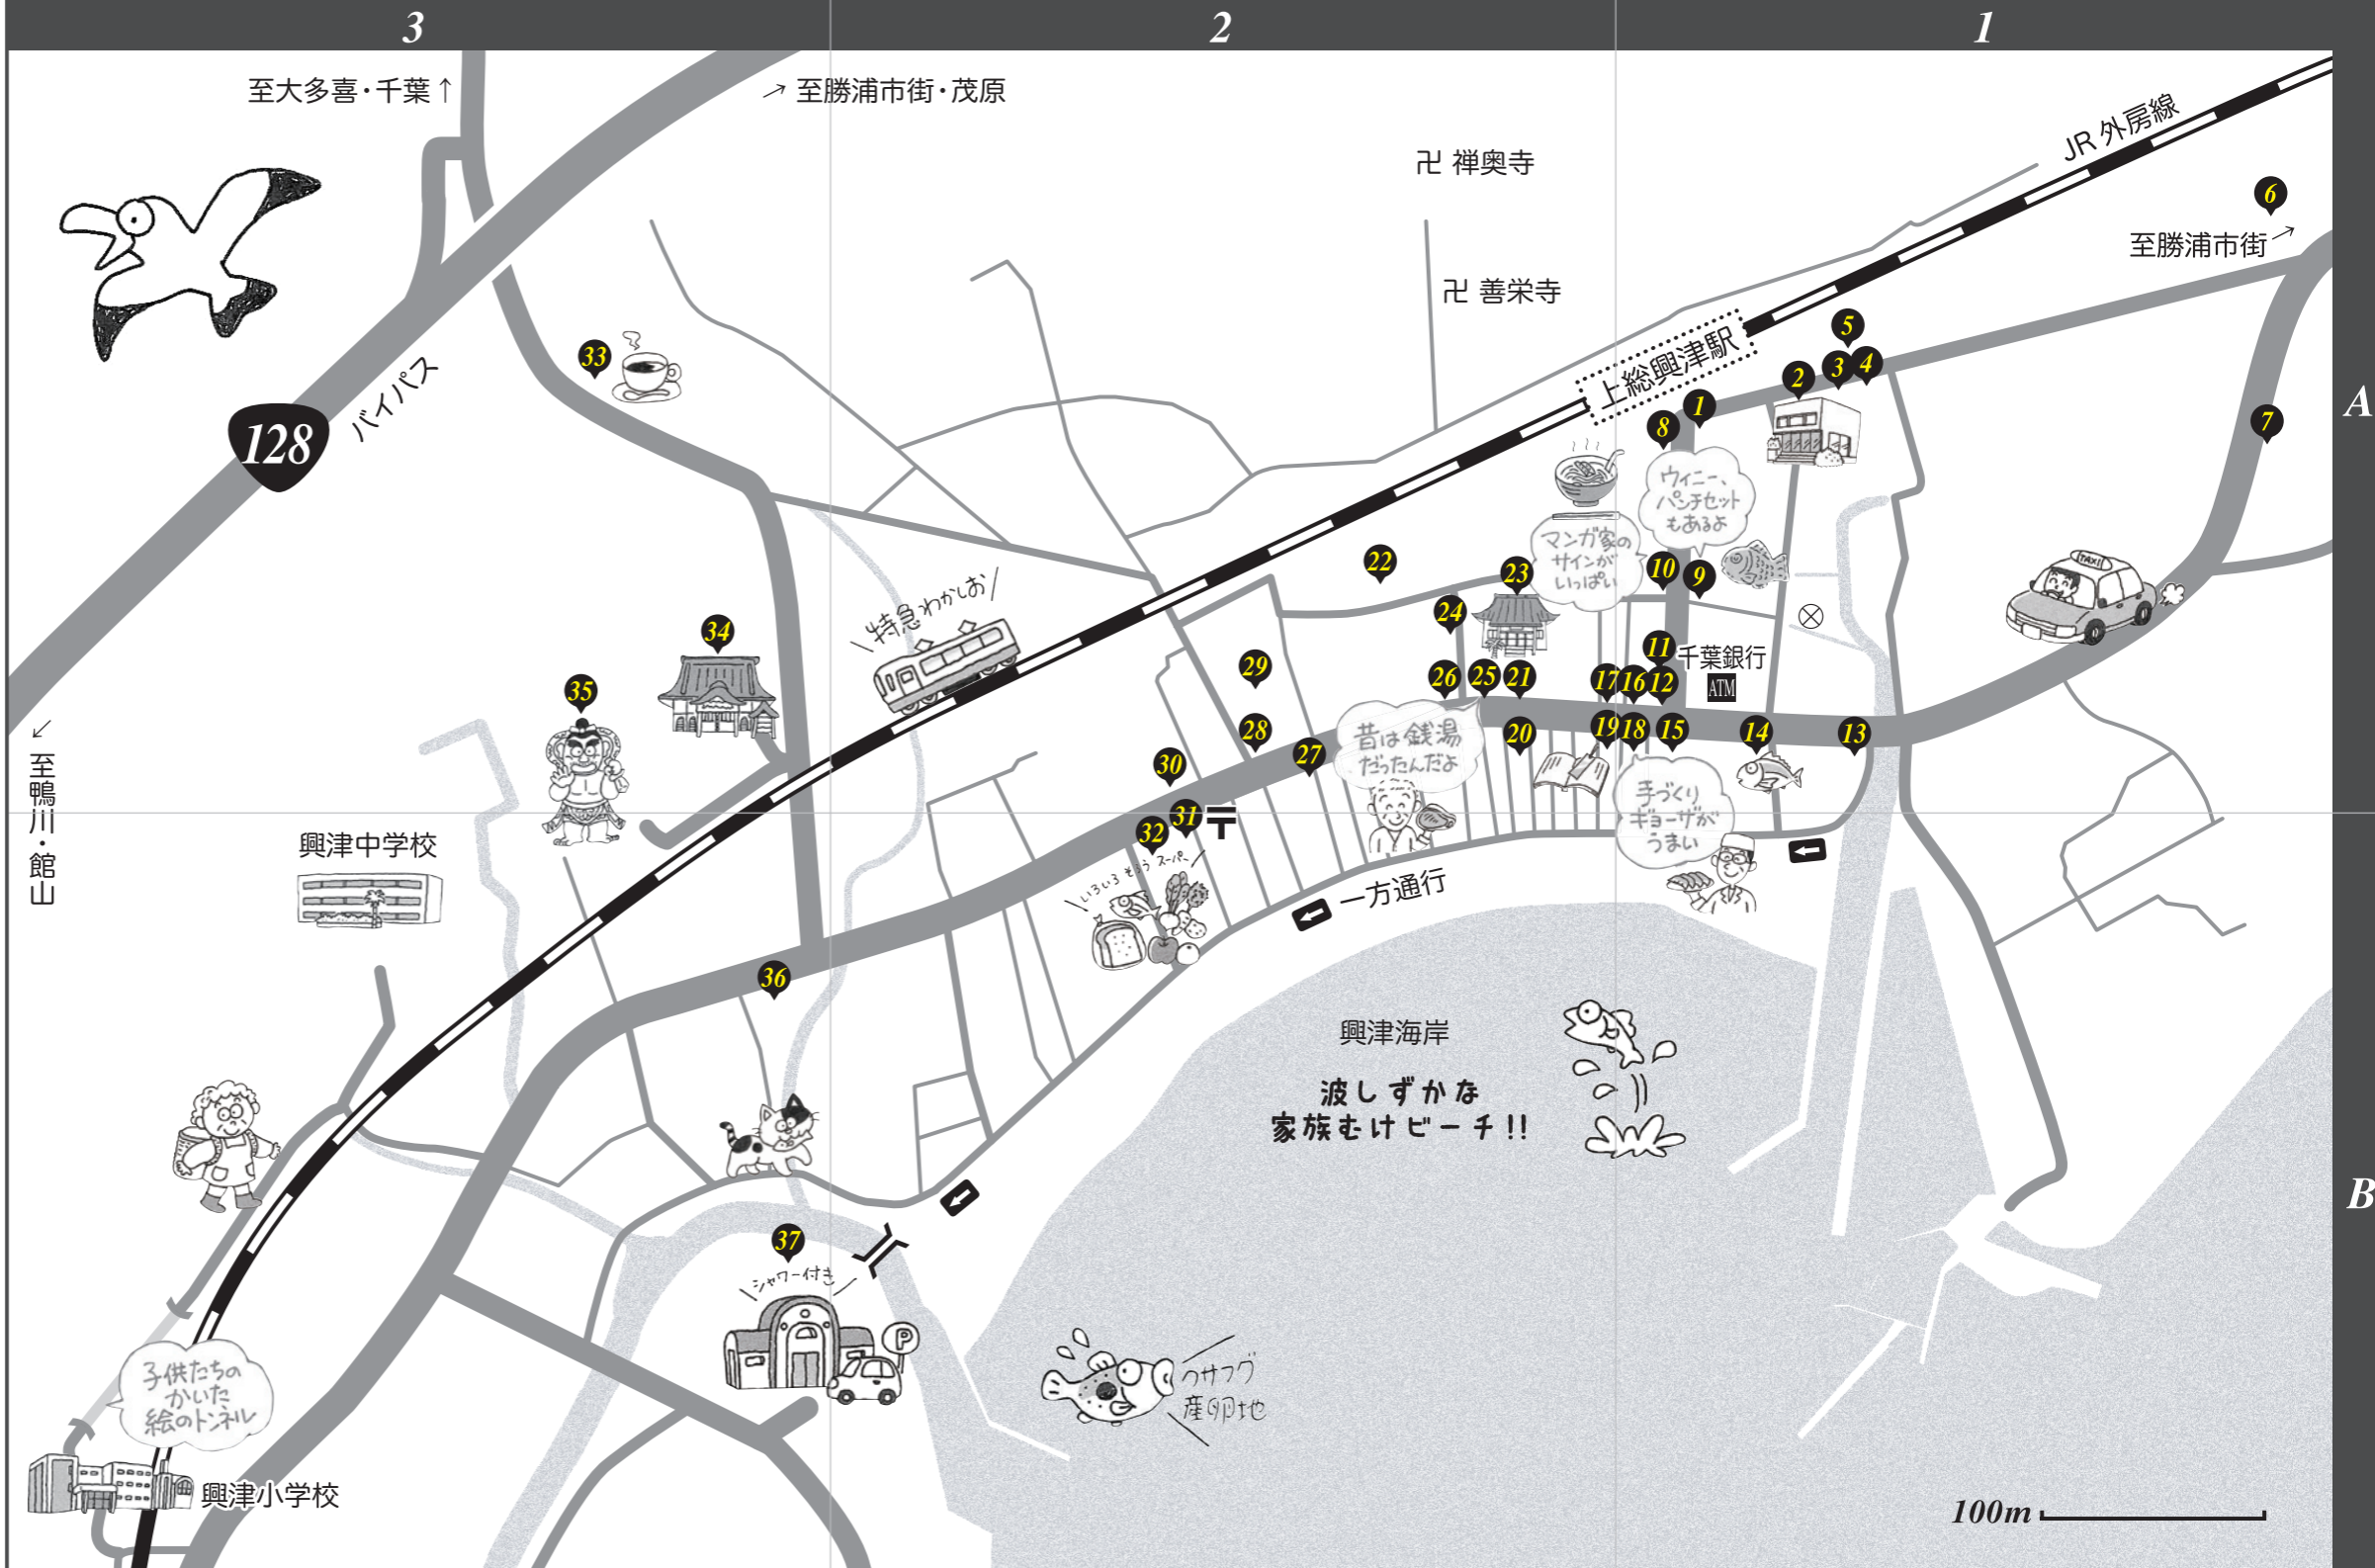 3
2
1
至大多喜・千葉↑
→ 至勝浦市街・茂原
JR 外房線
卍 禅奥寺
6
至勝浦市街→
卍 善栄寺
上総興津駅
5
33
3
4
2
A
1
7
8
128
バイパス
ウィニー、
パンチセット
もあるよ
マンガ家の
サインが
いっぱい
22
23
10
9
特急わかしお
24
34
11
千葉銀行
ATM
29
26
25
21
17
16
12
35
昔は銭湯
だったんだよ
28
20
19
18
15
14
13
27
30
31
〒
32
手づくり
ギョーザが
うまい
←
至鴨川・館山
興津中学校
いろいろそろう スーパー
← 一方通行
36
興津海岸
波しずかな
家族むけビーチ!!
B
←
37
シャワー付き
P
クサフグ
産卵地
子供たちの
かいた
絵のトンネル
興津小学校
100m